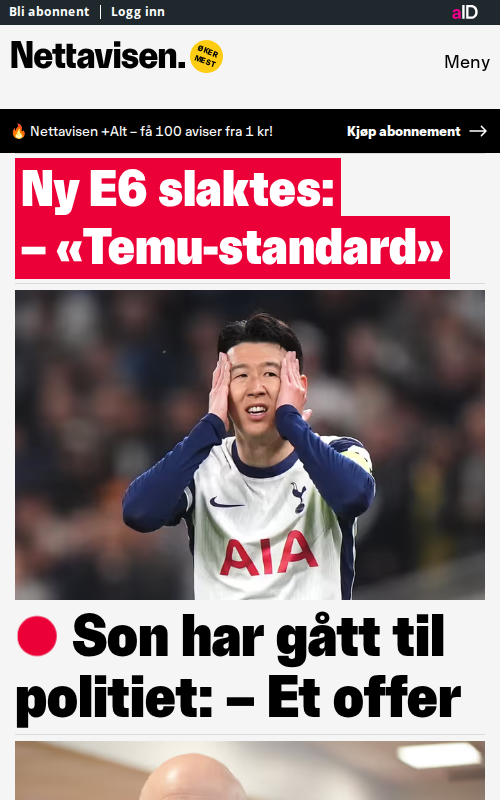 Bli abonnent | Logg inn
aID
Nettavisen.
ØKER
MEST
Meny
🔥 Nettavisen +Alt – få 100 aviser fra 1 kr!
Kjøp abonnement →
Ny E6 slaktes:
– «Temu-standard»
AIA
Son har gått til
politiet: – Et offer